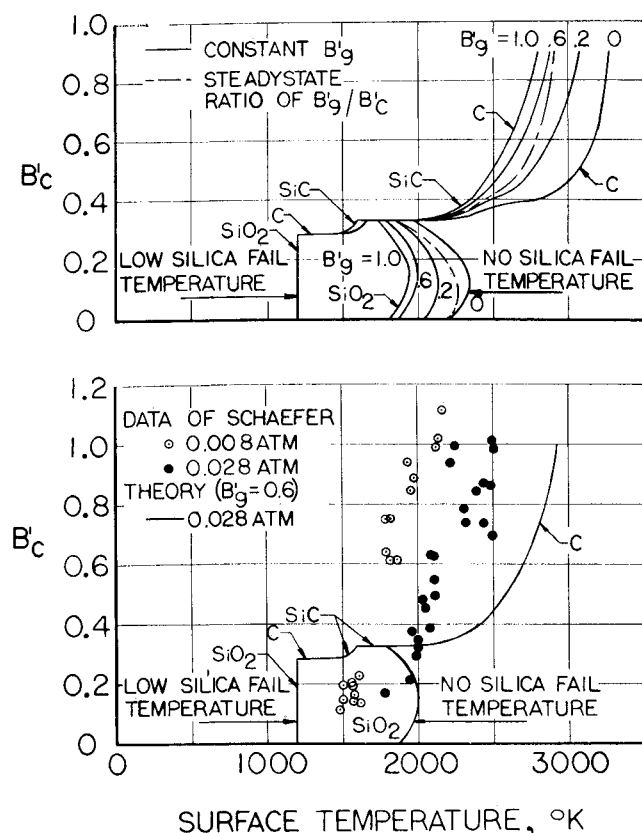 1.0
CONSTANT B'g
STEADYSTATE
RATIO OF B'g/B'c
B'g = 1.0 .6 .2 0
0.8
0.6
B'c
0.4
0.2
0
C
SiC
SiC
C
C
SiO2
LOW SILICA FAIL
TEMPERATURE
B'g = 1.0
.6
.2
0
SiO2
NO SILICA FAIL
TEMPERATURE
1.2
1.0
0.8
B'c
0.6
0.4
0.2
0
DATA OF SCHAEFER
0.008 ATM
0.028 ATM
THEORY (B'g = 0.6)
0.028 ATM
C
SiC
C
SiO2
LOW SILICA FAIL
TEMPERATURE
SiO2
NO SILICA FAIL
TEMPERATURE
0 1000 2000 3000
SURFACE TEMPERATURE, °K